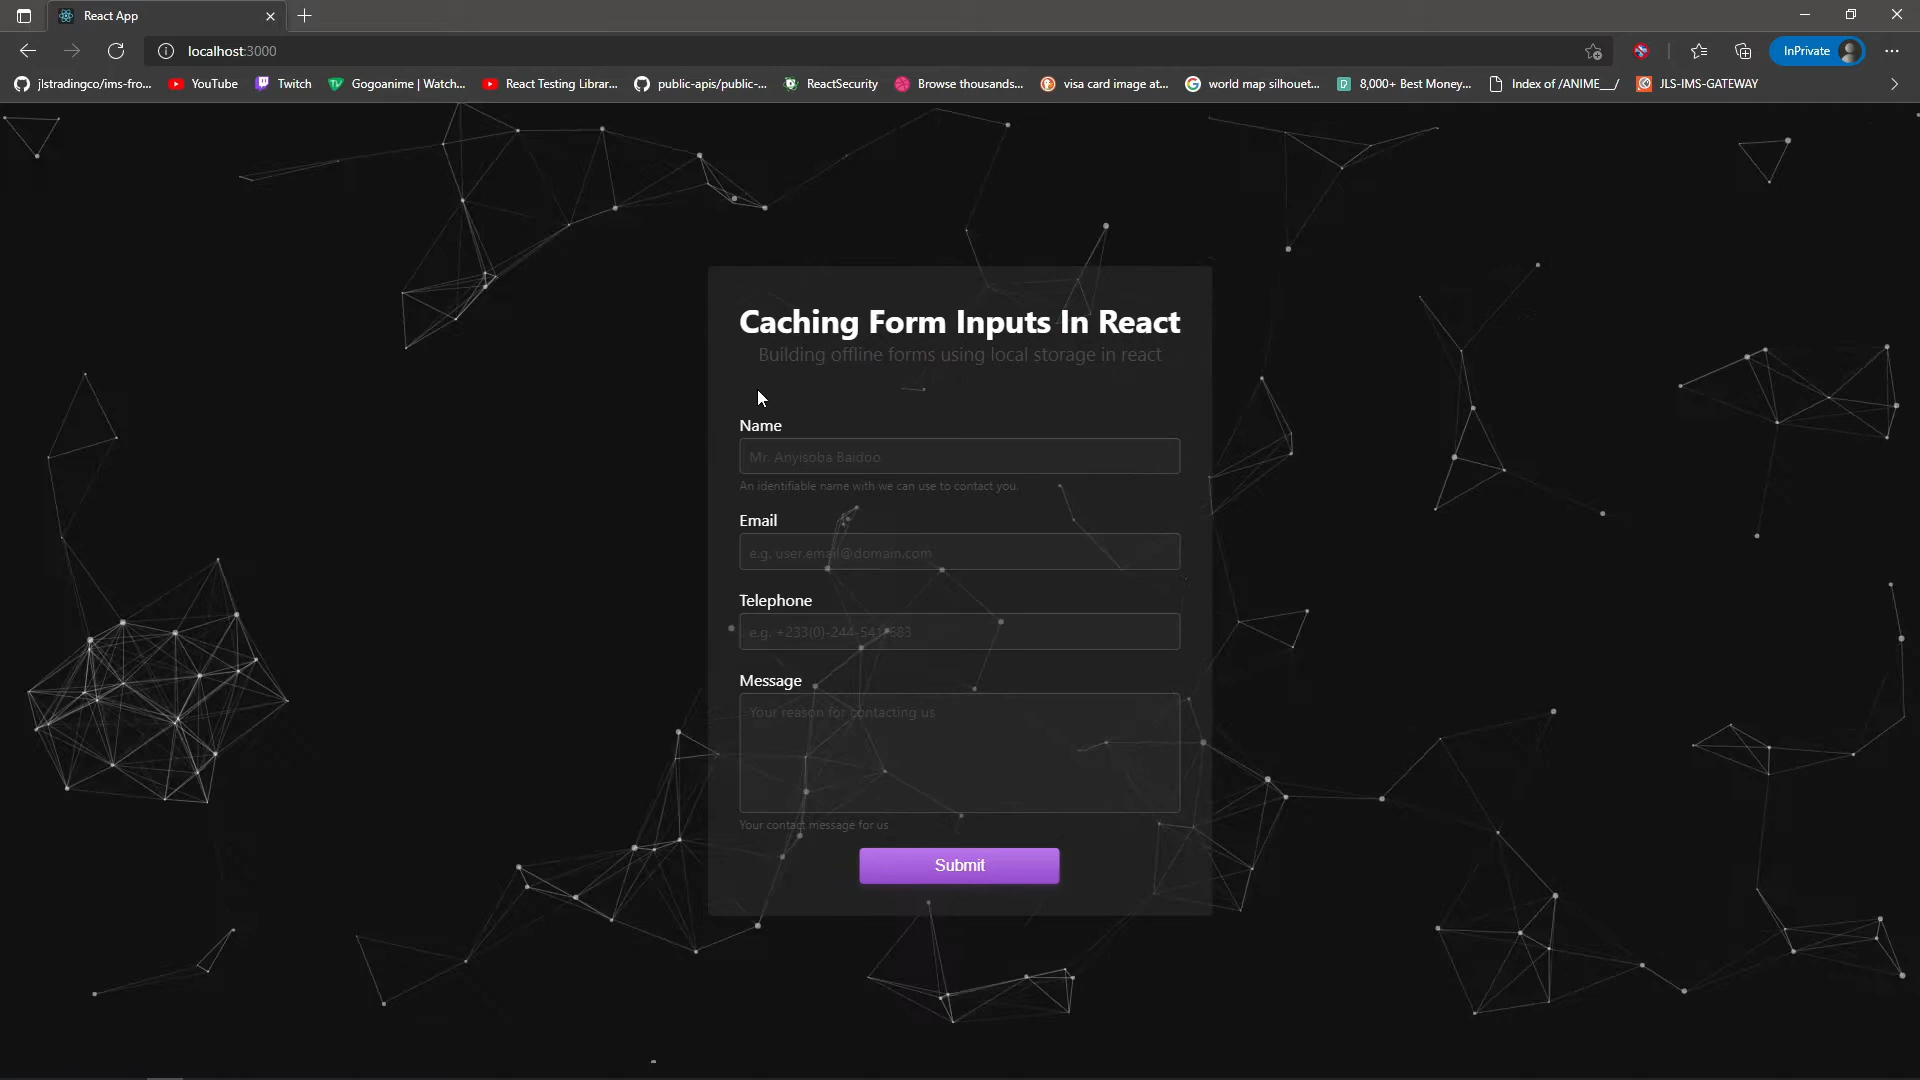 React App
localhost:3000
InPrivate
jlstradingco/ims-fro...
YouTube
Twitch
Gogoanime | Watch...
React Testing Librar...
public-apis/public-...
ReactSecurity
Browse thousands...
visa card image at...
world map silhouet...
8,000+ Best Money...
Index of /ANIME__/
JLS-IMS-GATEWAY
Caching Form Inputs In React
Building offline forms using local storage in react
Name
Mr. Anyisoba Baidoo
An identifiable name with we can use to contact you.
Email
e.g. user.email@domain.com
Telephone
e.g. +233(0)-244-
Message
Your reason for contacting us
Your contact message for us
Submit